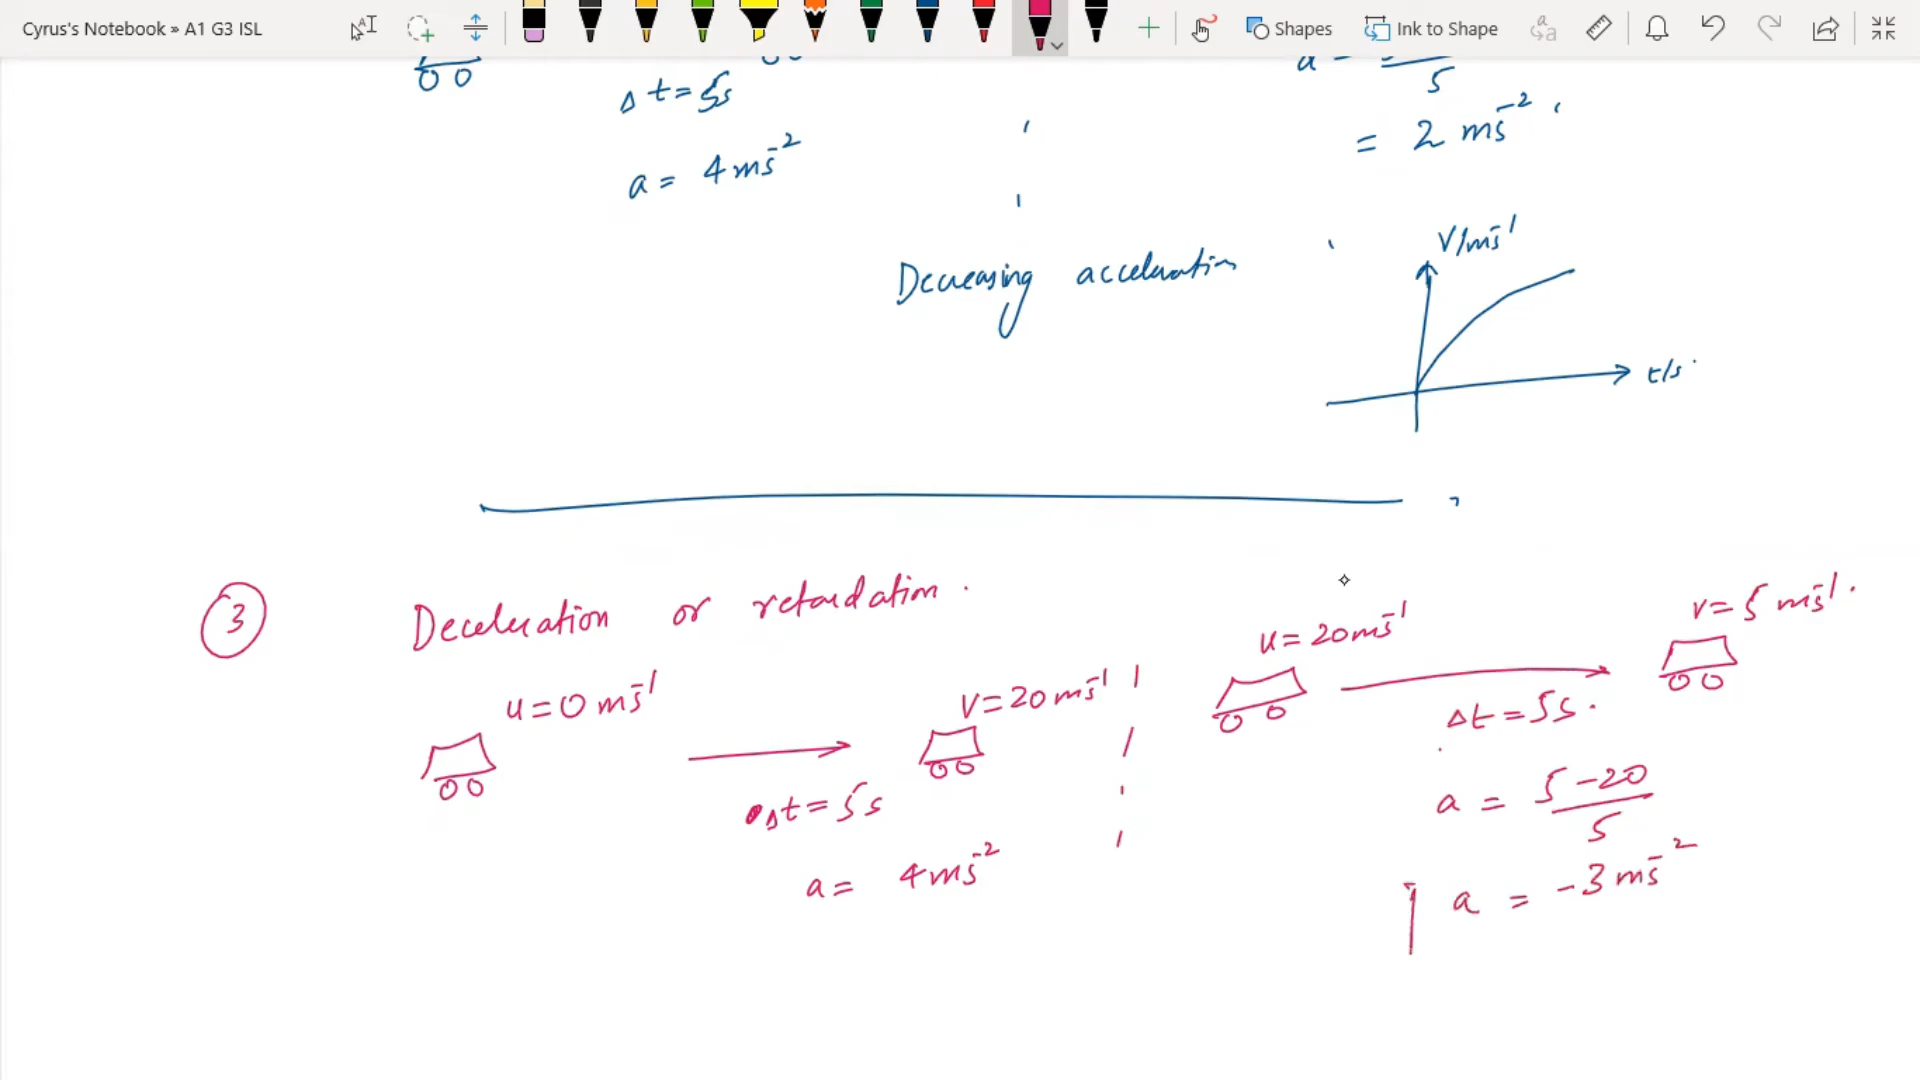 Cyrus's Notebook » A1 G3 ISL
Shapes
Ink to Shape
Δt = 5s
a = 4 ms⁻²
5
= 2 ms⁻²
Decreasing acceleration
V/ms⁻¹
t/s
③ Deceleration or retardation.
u = 0 ms⁻¹
V = 20 ms⁻¹
Δt = 5s
a = 4 ms⁻²
u = 20 ms⁻¹
V = 5 ms⁻¹.
Δt = 5s.
a = 5 - 20
5
a = -3 ms⁻²